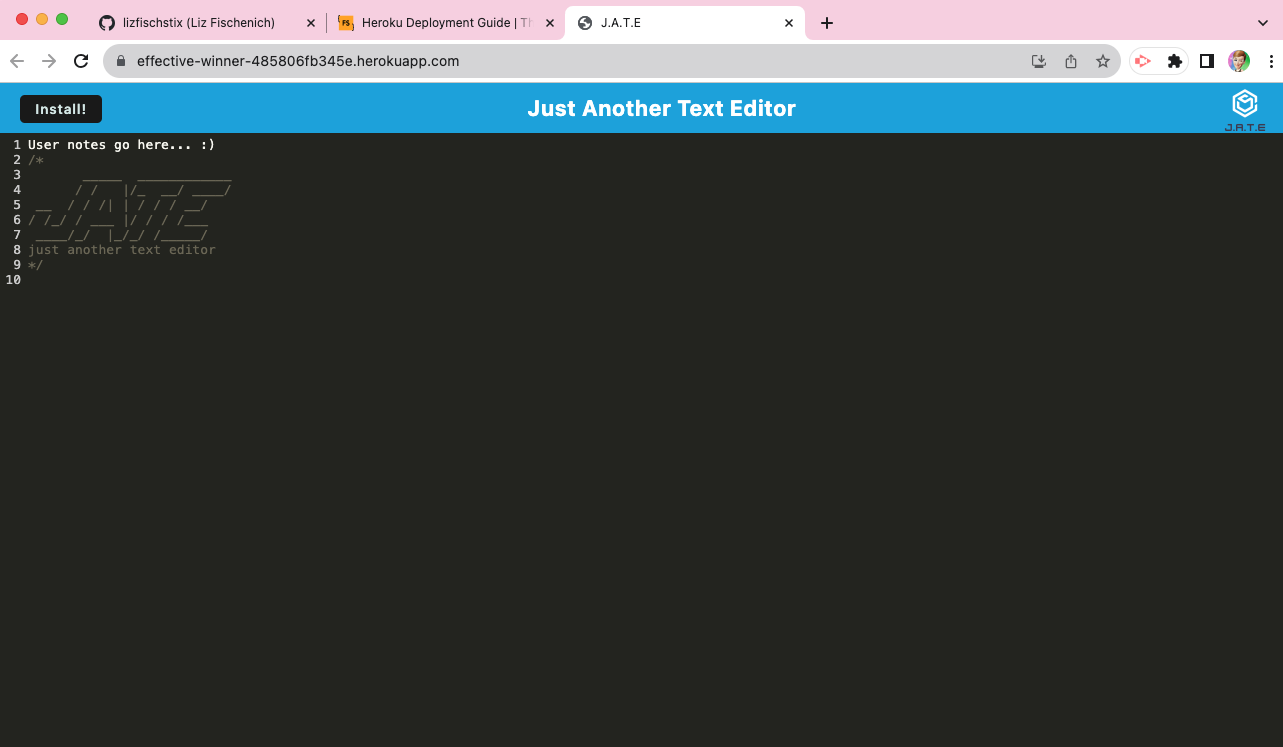 lizfischstix (Liz Fischenich)
Heroku Deployment Guide | Th
J.A.T.E
effective-winner-485806fb345e.herokuapp.com
Install!
Just Another Text Editor
J.A.T.E
1 User notes go here... :)
2 /*
3        _____  ____________
4       / /   |/_  __/ ____/
5  __  / / /| | / / / __/
6 / /_/ / ___ |/ / / /___
7  ____/_/  |_/_/ /_____/
8 just another text editor
9 */
10